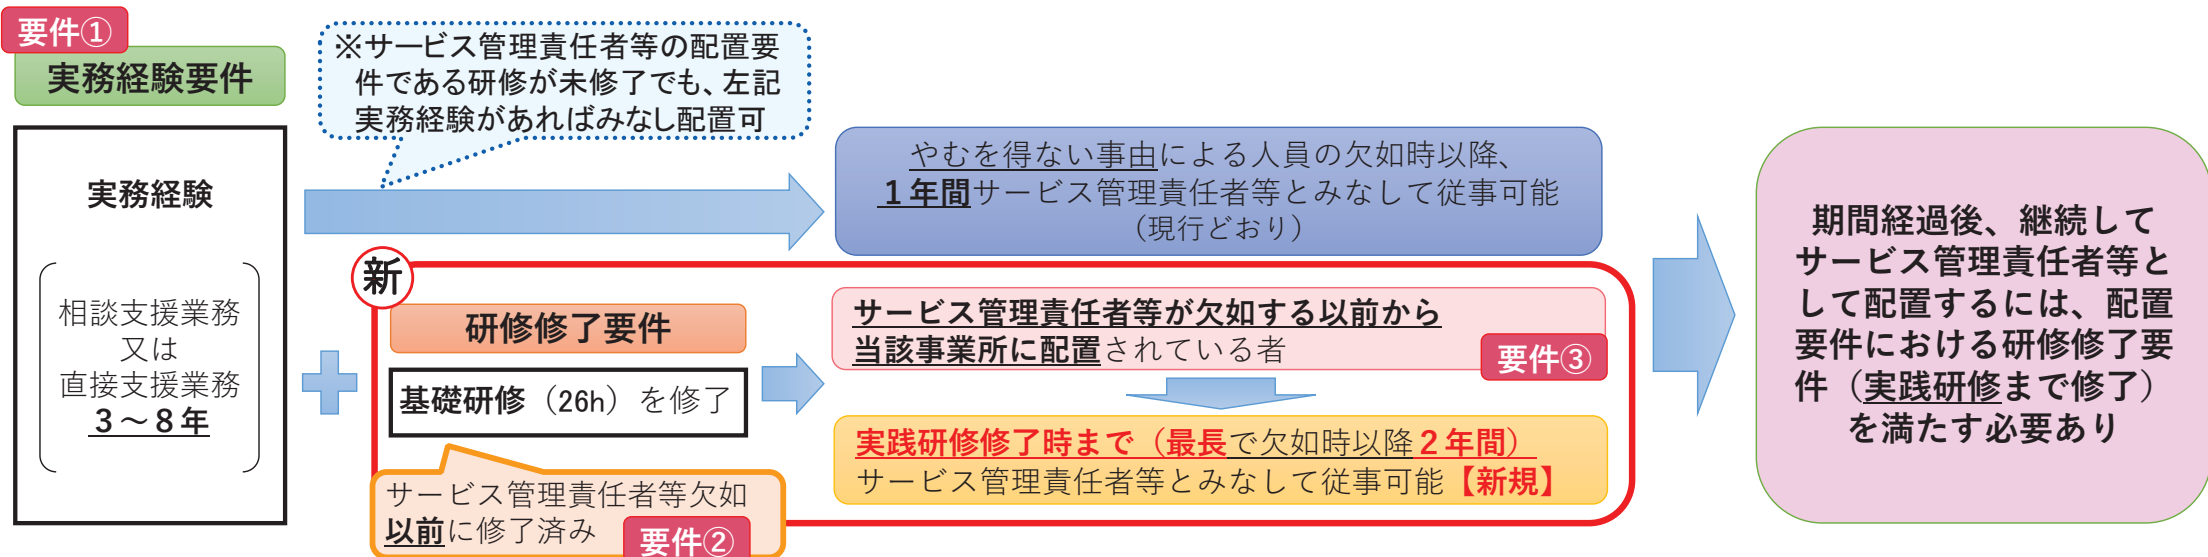 要件①
実務経験要件
実務経験
相談支援業務
又は
直接支援業務
３～８年
※サービス管理責任者等の配置要
件である研修が未修了でも、左記
実務経験があればみなし配置可
やむを得ない事由による人員の欠如時以降、
１年間サービス管理責任者等とみなして従事可能
（現行どおり）
新
研修修了要件
基礎研修（26h）を修了
サービス管理責任者等欠如
以前に修了済み
要件②
サービス管理責任者等が欠如する以前から
当該事業所に配置されている者
要件③
実践研修修了時まで（最長で欠如時以降２年間）
サービス管理責任者等とみなして従事可能【新規】
期間経過後、継続して
サービス管理責任者等と
して配置するには、配置
要件における研修修了要
件（実践研修まで修了）
を満たす必要あり